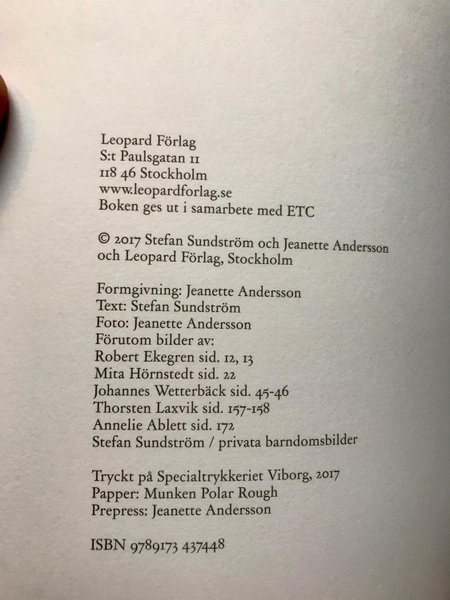 Leopard Förlag
S:t Paulsgatan 11
118 46 Stockholm
www.leopardforlag.se
Boken ges ut i samarbete med ETC
© 2017 Stefan Sundström och Jeanette Andersson
och Leopard Förlag, Stockholm
Formgivning: Jeanette Andersson
Text: Stefan Sundström
Foto: Jeanette Andersson
Förutom bilder av:
Robert Ekegren sid. 12, 13
Mita Hörnstedt sid. 22
Johannes Wetterbäck sid. 45-46
Thorsten Laxvik sid. 157-158
Annelie Ablett sid. 172
Stefan Sundström / privata barndomsbilder
Tryckt på Specialtrykkeriet Viborg, 2017
Papper: Munken Polar Rough
Prepress: Jeanette Andersson
ISBN 9789173 437448